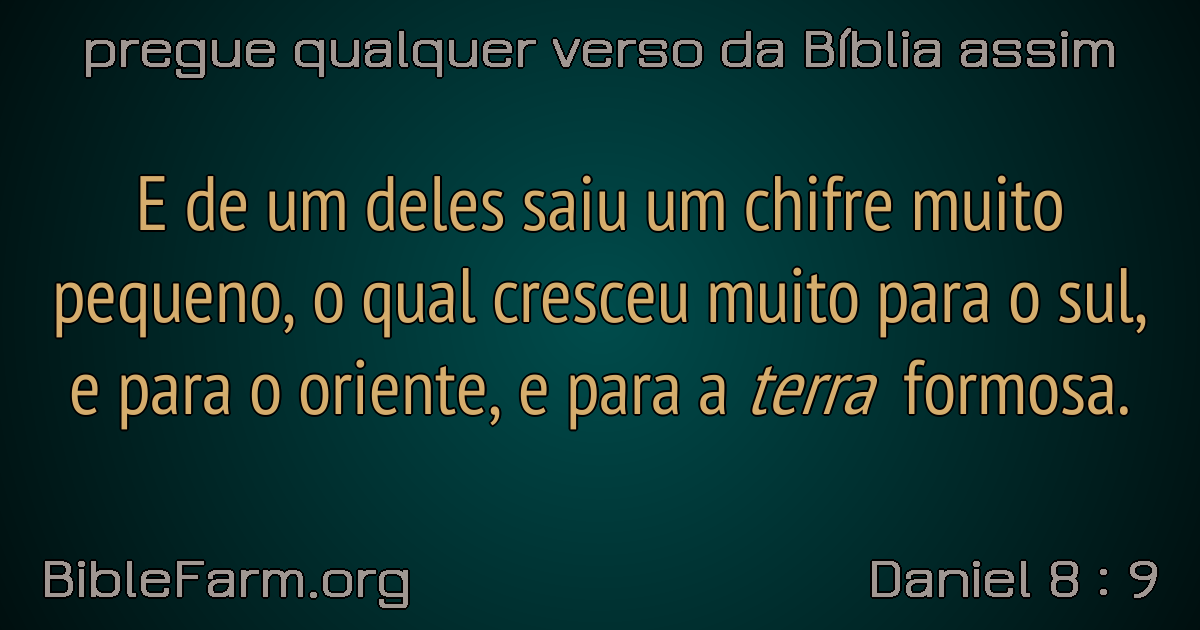 pregue qualquer verso da Bíblia assim
E de um deles saiu um chifre muito
pequeno, o qual cresceu muito para o sul,
e para o oriente, e para a terra formosa.
BibleFarm.org
Daniel 8 : 9